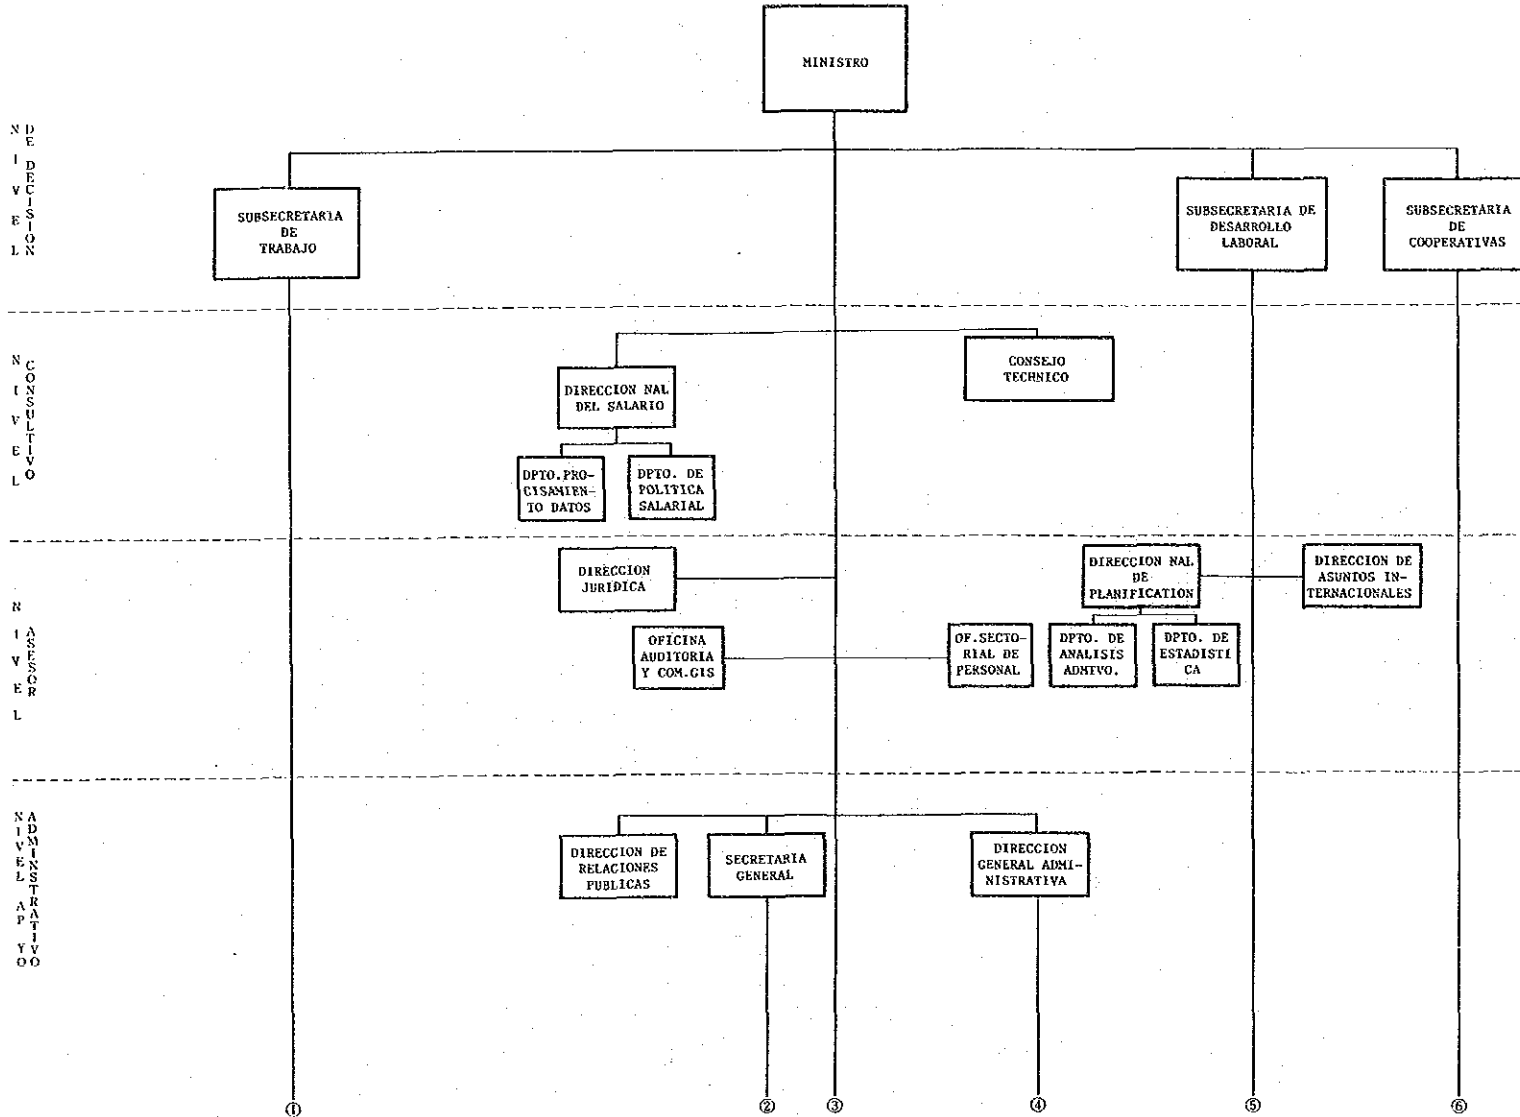 MINISTRO
NIVEL
DE DECISION
SUBSECRETARIA
DE
TRABAJO
SUBSECRETARIA DE
DESARROLLO
LABORAL
SUBSECRETARIA
DE
COOPERATIVAS
NIVEL
CONSULTIVO
DIRECCION NAL
DEL SALARIO
CONSEJO
TECHNICO
DPTO.PRO-
CISAMIEN-
TO DATOS
DPTO. DE
POLITICA
SALARIAL
NIVEL
ASESOR
DIRECCION
JURIDICA
DIRECCION NAL
DE
PLANIFICATION
DIRECCION DE
ASUNTOS IN-
TERNACIONALES
OFICINA
AUDITORIA
Y COM.GIS
OF.SECTO-
RIAL DE
PERSONAL
DPTO. DE
ANALISIS
ADMTVO.
DPTO. DE
ESTADISTI
CA
NIVEL AP YO
ADMINSTRATIVO
DIRECCION DE
RELACIONES
PUBLICAS
SECRETARIA
GENERAL
DIRECCION
GENERAL ADMI-
NISTRATIVA
① ② ③ ④ ⑤ ⑥